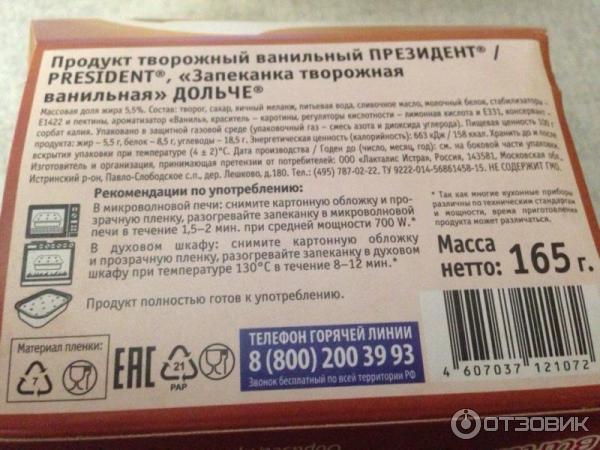 Продукт творожный ванильный ПРЕЗИДЕНТ® /
PRESIDENT®, «Запеканка творожная
ванильная» ДОЛЬЧЕ®
Массовая доля жира 5,5%. Состав: творог, сахар, яичный меланж, питьевая вода, сливочное масло, молочный белок, стабилизаторы –
Е1422 и пектины, ароматизатор «Ваниль», краситель – каротины, регуляторы кислотности – лимонная кислота и Е331, консервант –
сорбат калия. Упаковано в защитной газовой среде (упаковочный газ – смесь азота и диоксида углерода). Пищевая ценность 100 г
продукта: жир – 5,5 г, белок – 8,5 г, углеводы – 18,5 г. Энергетическая ценность (калорийность): 663 кДж / 158 ккал. Хранить до и после
вскрытия упаковки при температуре (4 ± 2)°С. Дата производства / Годен до (число, месяц, год): см. на боковой части упаковки.
Изготовитель и организация, принимающая претензии от потребителей: ООО «Лакталис Истра», Россия, 143581, Московская обл.,
Истринский р-он, Павло-Слободское с.п., дер. Лешково, д.180. Тел.: (495) 787-02-22. ТУ 9222-014-56861458-15. НЕ СОДЕРЖИТ ГМО.
Рекомендации по употреблению:
В микроволновой печи: снимите картонную обложку и про-
зрачную пленку, разогревайте запеканку в микроволновой
печи в течение 1,5–2 мин. при средней мощности 700 W.*
В духовом шкафу: снимите картонную обложку
и прозрачную пленку, разогревайте запеканку в духовом
шкафу при температуре 130°С в течение 8–12 мин.*
Продукт полностью готов к употреблению!
* Так как многие кухонные приборы
различны по техническим стандартам
и мощности, время приготовления
продукта может различаться.
Масса
нетто: 165 г.
Материал пленки:
7
EAC
21
PAP
ТЕЛЕФОН ГОРЯЧЕЙ ЛИНИИ
8 (800) 200 39 93
Звонок бесплатный по всей территории РФ
4 607037 121072
ОТЗОВИК